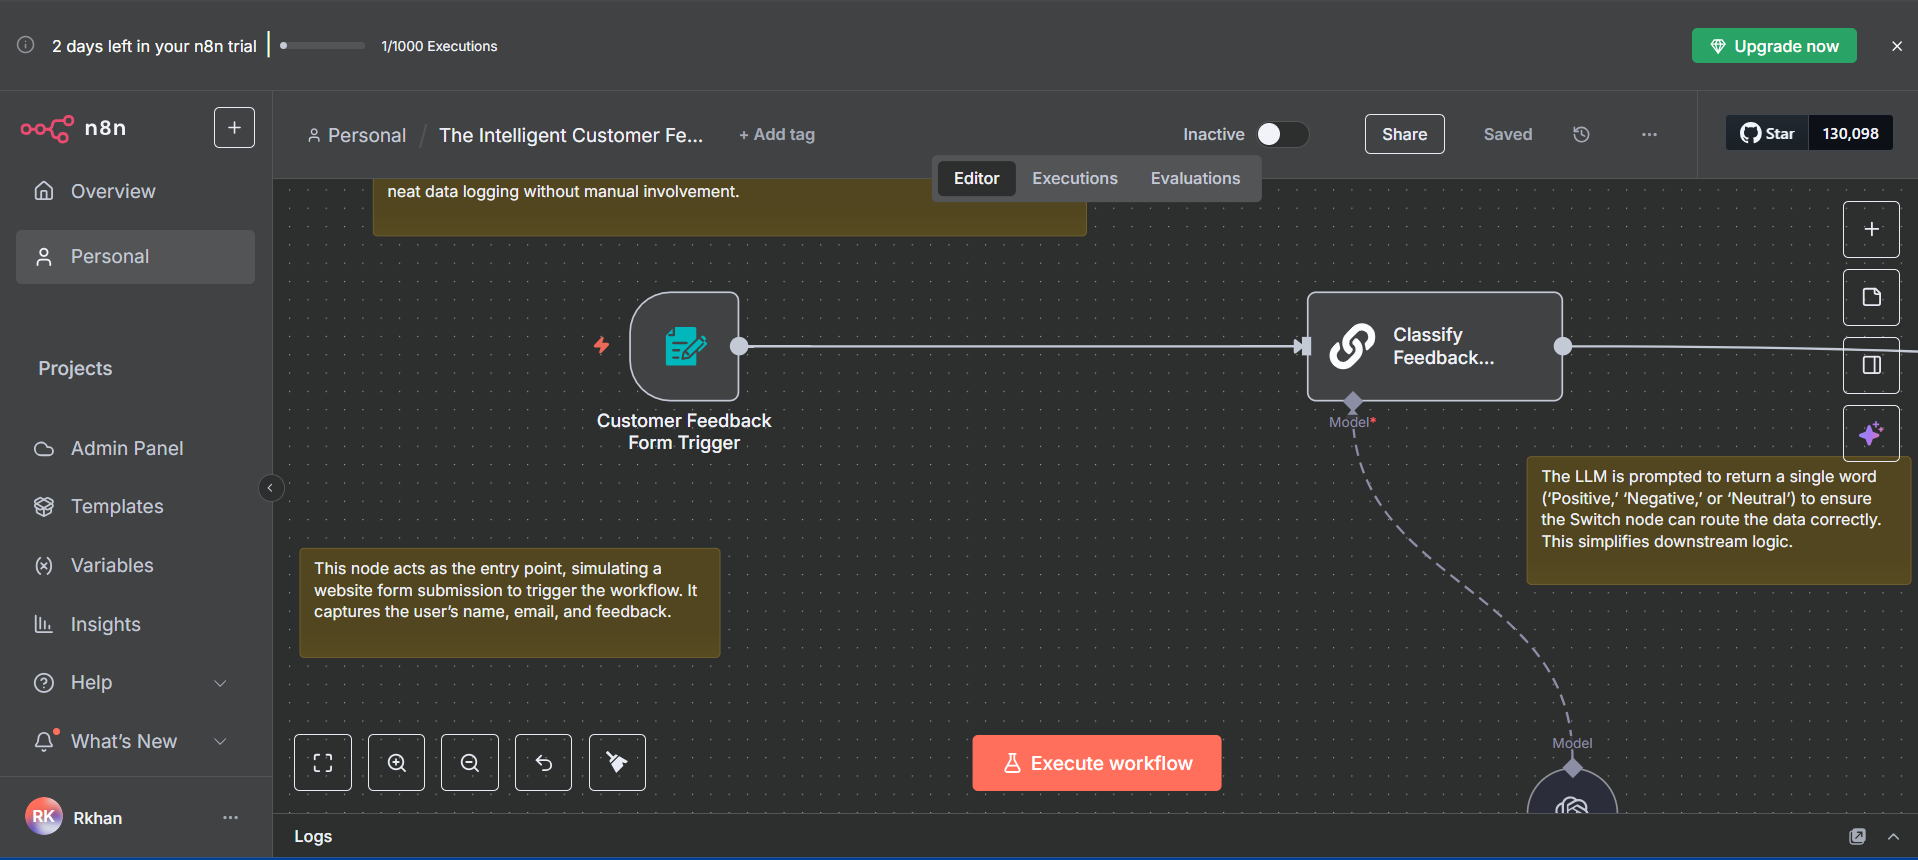 2 days left in your n8n trial
1/1000 Executions
Upgrade now
n8n
Personal / The Intelligent Customer Fe...
+ Add tag
Inactive
Share
Saved
Star 130,098
Editor Executions Evaluations
Overview
Personal
Projects
Admin Panel
Templates
Variables
Insights
Help
What's New
RK Rkhan
neat data logging without manual involvement.
Customer Feedback
Form Trigger
Classify
Feedback...
Model*
The LLM is prompted to return a single word
(‘Positive,’ ‘Negative,’ or ‘Neutral’) to ensure
the Switch node can route the data correctly.
This simplifies downstream logic.
This node acts as the entry point, simulating a
website form submission to trigger the workflow. It
captures the user’s name, email, and feedback.
Model
Execute workflow
Logs